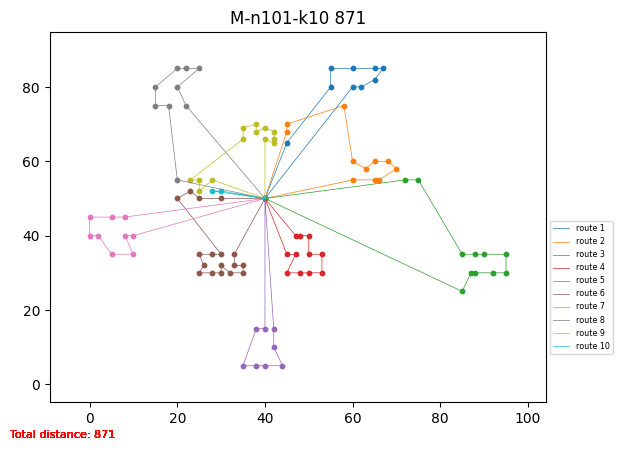 M-n101-k10 871
80
60
40
20
0
0 20 40 60 80 100
route 1
route 2
route 3
route 4
route 5
route 6
route 7
route 8
route 9
route 10
Total distance: 871